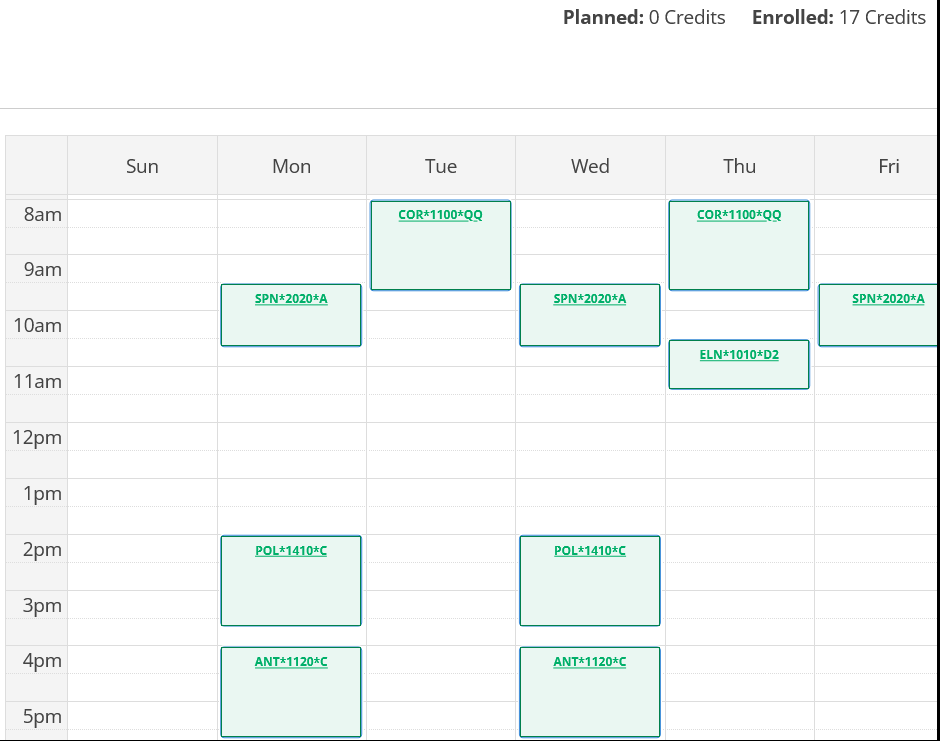 Planned: 0 Credits Enrolled: 17 Credits
Sun Mon Tue Wed Thu Fri
8am COR*1100*QQ COR*1100*QQ
9am
SPN*2020*A SPN*2020*A SPN*2020*A
10am
ELN*1010*D2
11am
12pm
1pm
2pm POL*1410*C POL*1410*C
3pm
4pm ANT*1120*C ANT*1120*C
5pm